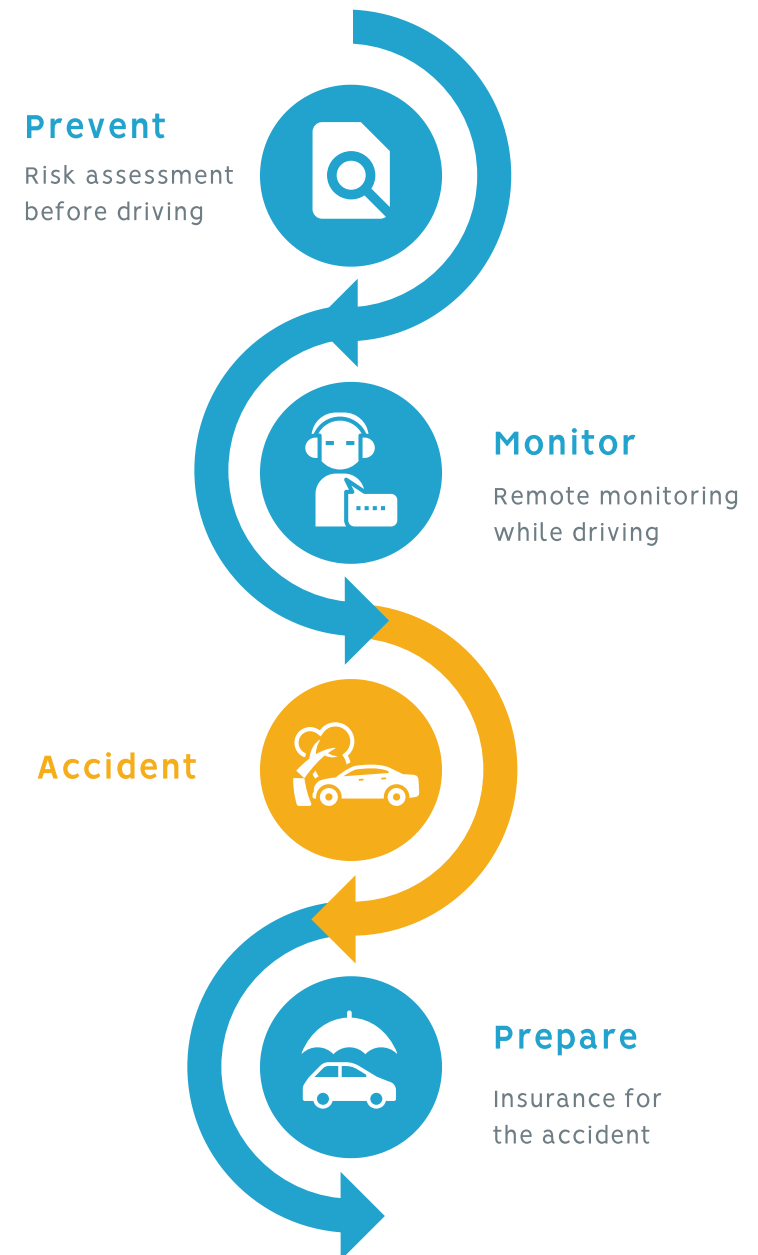 Prevent
Risk assessment
before driving
Monitor
Remote monitoring
while driving
Accident
Prepare
Insurance for
the accident